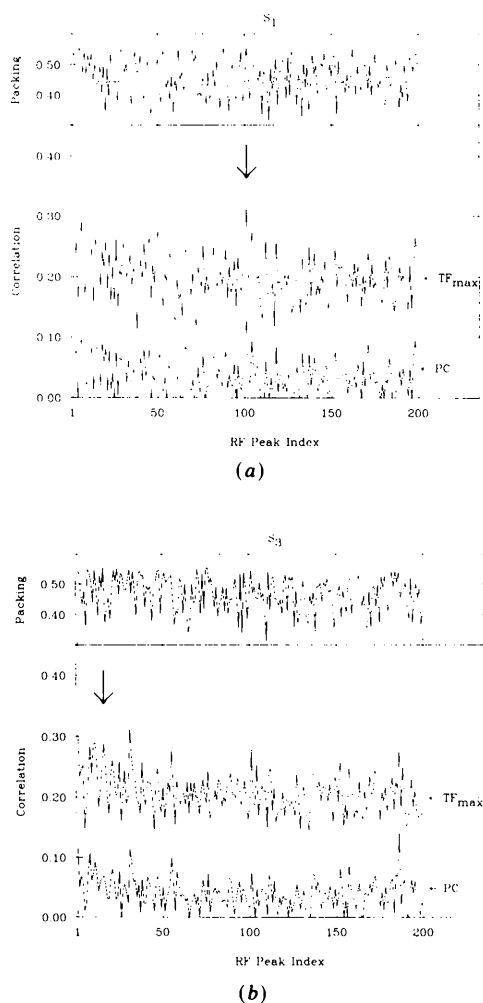 S1
Packing
0.50
0.40
0.40
Correlation
0.30
0.20
TFmax
0.10
PC
0.00
1 50 100 150 200
RF Peak Index
(a)
S3
Packing
0.50
0.40
0.40
Correlation
0.30
0.20
TFmax
0.10
PC
0.00
1 50 100 150 200
RF Peak Index
(b)